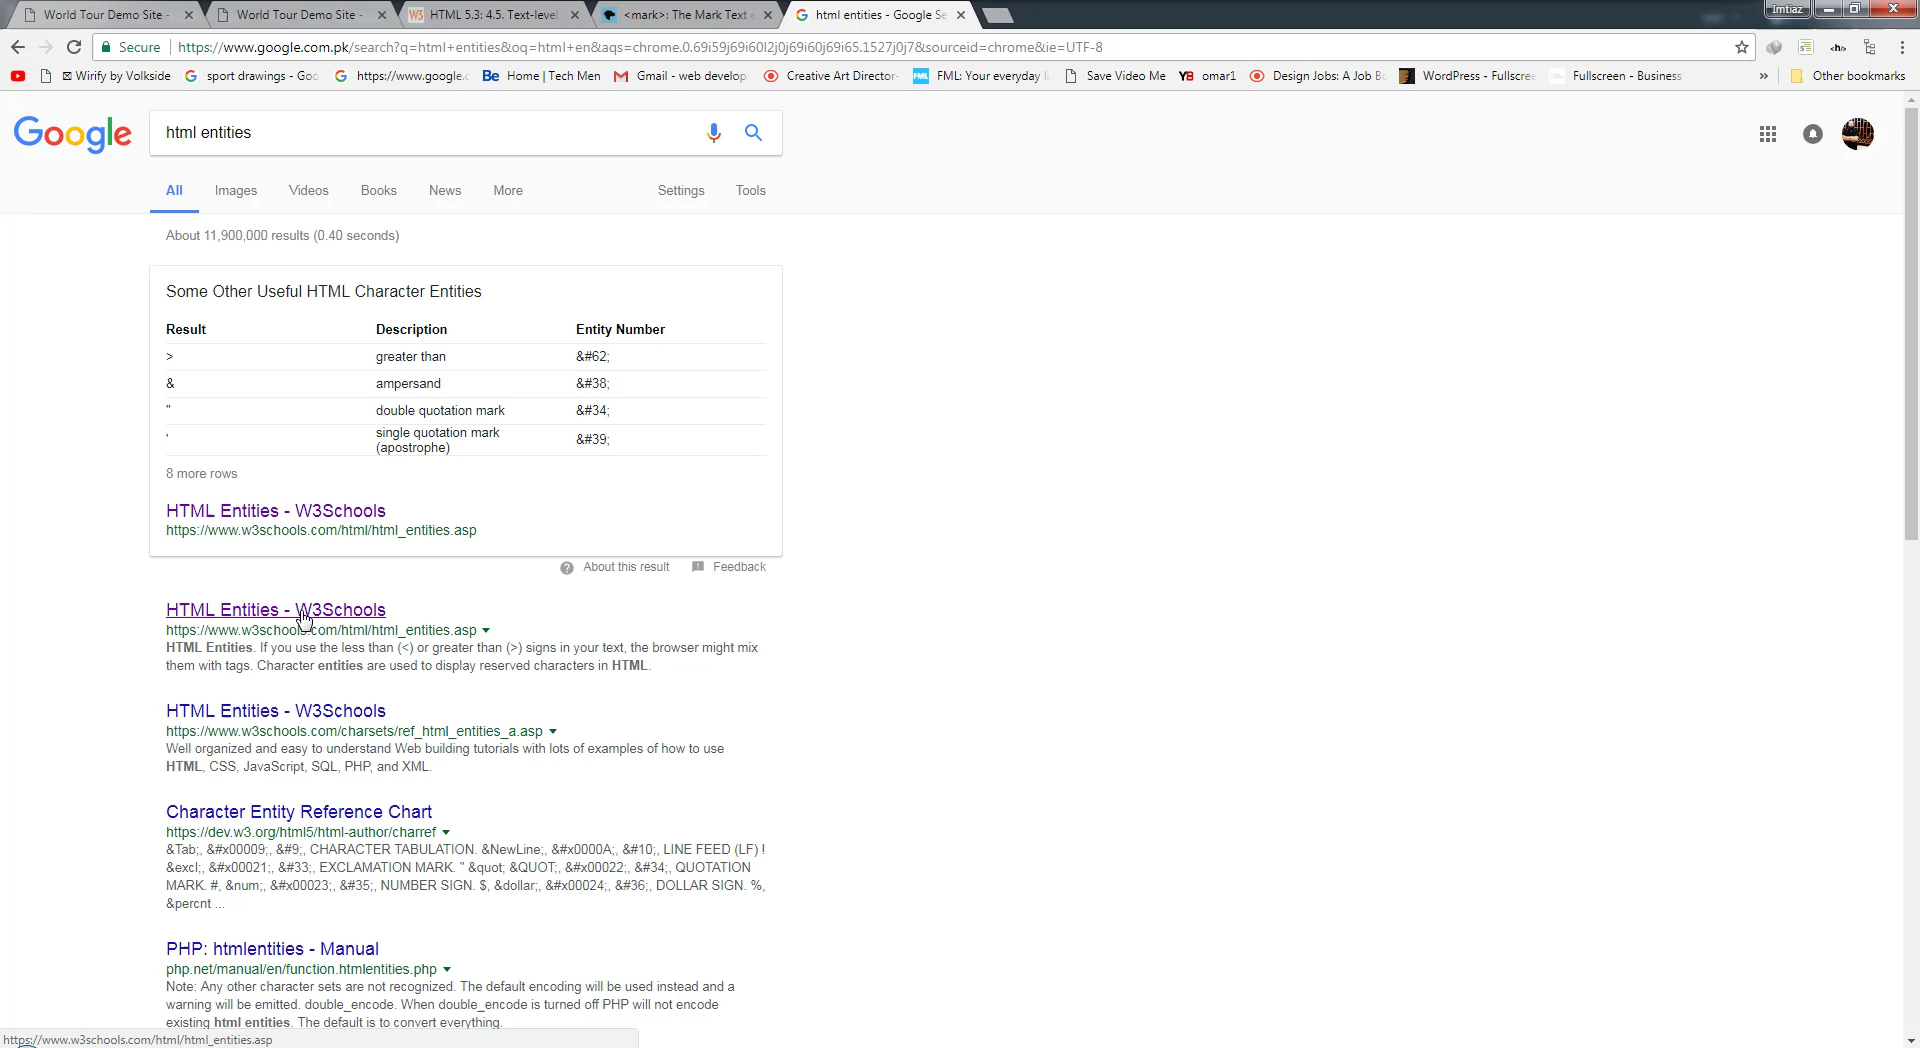 World Tour Demo Site -
World Tour Demo Site -
HTML 5.3: 4.5. Text-level
<mark>: The Mark Text e
html entities - Google Se
Imtiaz
Secure
https://www.google.com.pk/search?q=html+entities&oq=html+en&aqs=chrome.0.69i59j69i60l2j0j69i60j69i65.1527j0j7&sourceid=chrome&ie=UTF-8
Wirify by Volkside
sport drawings - Goo
https://www.google.c
Be Home | Tech Men
Gmail - web develop
Creative Art Director
FML FML: Your everyday l
Save Video Me
Y8 omar1
Design Jobs: A Job B
WordPress - Fullscree
Fullscreen - Business
»
Other bookmarks
Google
html entities
All
Images
Videos
Books
News
More
Settings
Tools
About 11,900,000 results (0.40 seconds)
Some Other Useful HTML Character Entities
Result Description Entity Number
> greater than &#62;
& ampersand &#38;
" double quotation mark &#34;
' single quotation mark (apostrophe) &#39;
8 more rows
HTML Entities - W3Schools
https://www.w3schools.com/html/html_entities.asp
About this result
Feedback
HTML Entities - W3Schools
https://www.w3schools.com/html/html_entities.asp
HTML Entities. If you use the less than (<) or greater than (>) signs in your text, the browser might mix
them with tags. Character entities are used to display reserved characters in HTML.
HTML Entities - W3Schools
https://www.w3schools.com/charsets/ref_html_entities_a.asp
Well organized and easy to understand Web building tutorials with lots of examples of how to use
HTML, CSS, JavaScript, SQL, PHP, and XML.
Character Entity Reference Chart
https://dev.w3.org/html5/html-author/charref
&Tab;, &#x00009;, &#9;, CHARACTER TABULATION. &NewLine;, &#x0000A;, &#10;, LINE FEED (LF) !
&excl;, &#x00021;, &#33;, EXCLAMATION MARK. " &quot; &QUOT;, &#x00022;, &#34;, QUOTATION
MARK. #, &num;, &#x00023;, &#35;, NUMBER SIGN. $, &dollar;, &#x00024;, &#36;, DOLLAR SIGN. %,
&percnt ...
PHP: htmlentities - Manual
php.net/manual/en/function.htmlentities.php
Note: Any other character sets are not recognized. The default encoding will be used instead and a
warning will be emitted. double_encode. When double_encode is turned off PHP will not encode
existing html entities. The default is to convert everything.
https://www.w3schools.com/html/html_entities.asp